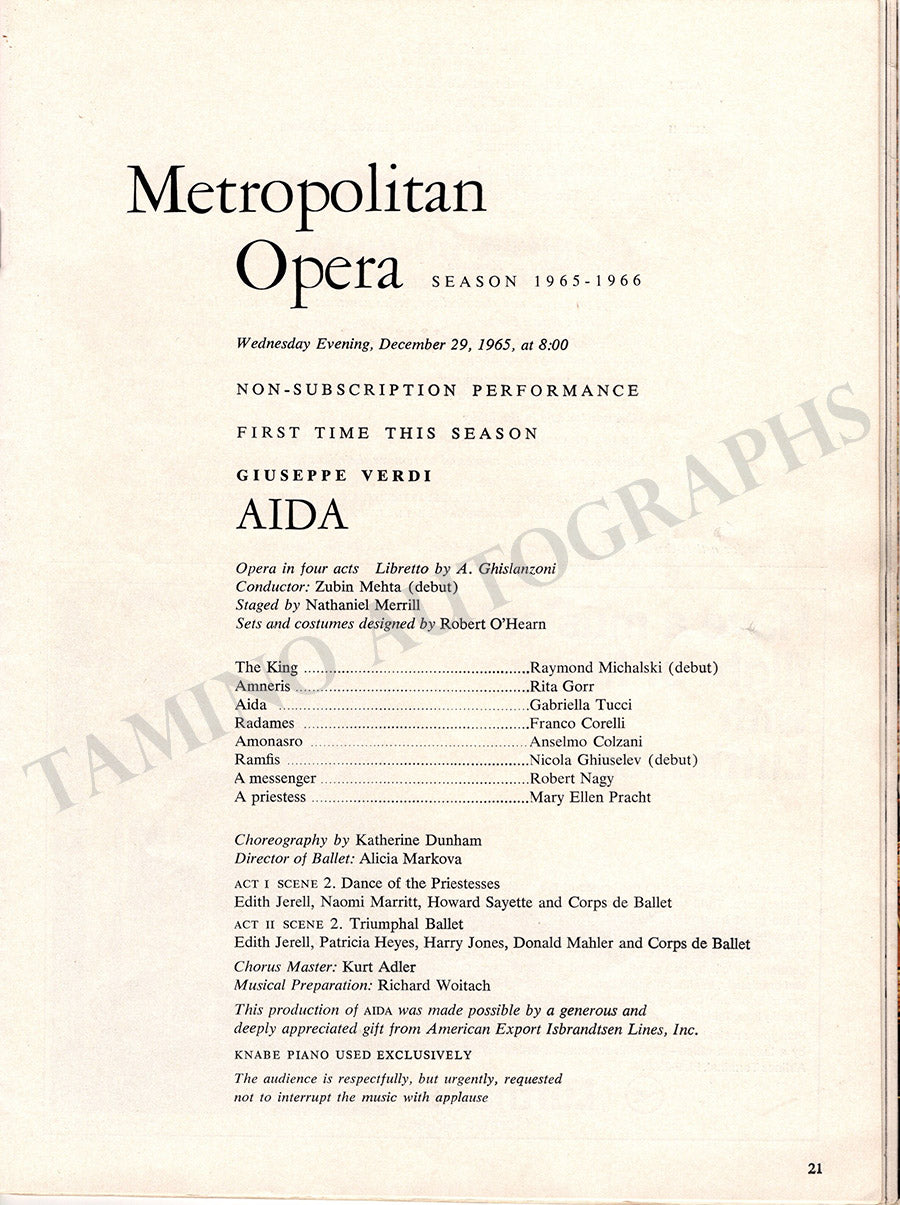 Metropolitan
Opera SEASON 1965-1966
Wednesday Evening, December 29, 1965, at 8:00
NON-SUBSCRIPTION PERFORMANCE
FIRST TIME THIS SEASON
GIUSEPPE VERDI
AIDA
Opera in four acts Libretto by A. Ghislanzoni
Conductor: Zubin Mehta (debut)
Staged by Nathaniel Merrill
Sets and costumes designed by Robert O'Hearn
The King ........................................................Raymond Michalski (debut)
Amneris ........................................................Rita Gorr
Aida ........................................................Gabriella Tucci
Radames ........................................................Franco Corelli
Amonasro ........................................................Anselmo Colzani
Ramfis ........................................................Nicola Ghiuselev (debut)
A messenger ........................................................Robert Nagy
A priestess ........................................................Mary Ellen Pracht
Choreography by Katherine Dunham
Director of Ballet: Alicia Markova
ACT I SCENE 2. Dance of the Priestesses
Edith Jerell, Naomi Marritt, Howard Sayette and Corps de Ballet
ACT II SCENE 2. Triumphal Ballet
Edith Jerell, Patricia Heyes, Harry Jones, Donald Mahler and Corps de Ballet
Chorus Master: Kurt Adler
Musical Preparation: Richard Woitach
This production of AIDA was made possible by a generous and
deeply appreciated gift from American Export Isbrandtsen Lines, Inc.
KNABE PIANO USED EXCLUSIVELY
The audience is respectfully, but urgently, requested
not to interrupt the music with applause
21
TAMINO AUTOGRAPHS